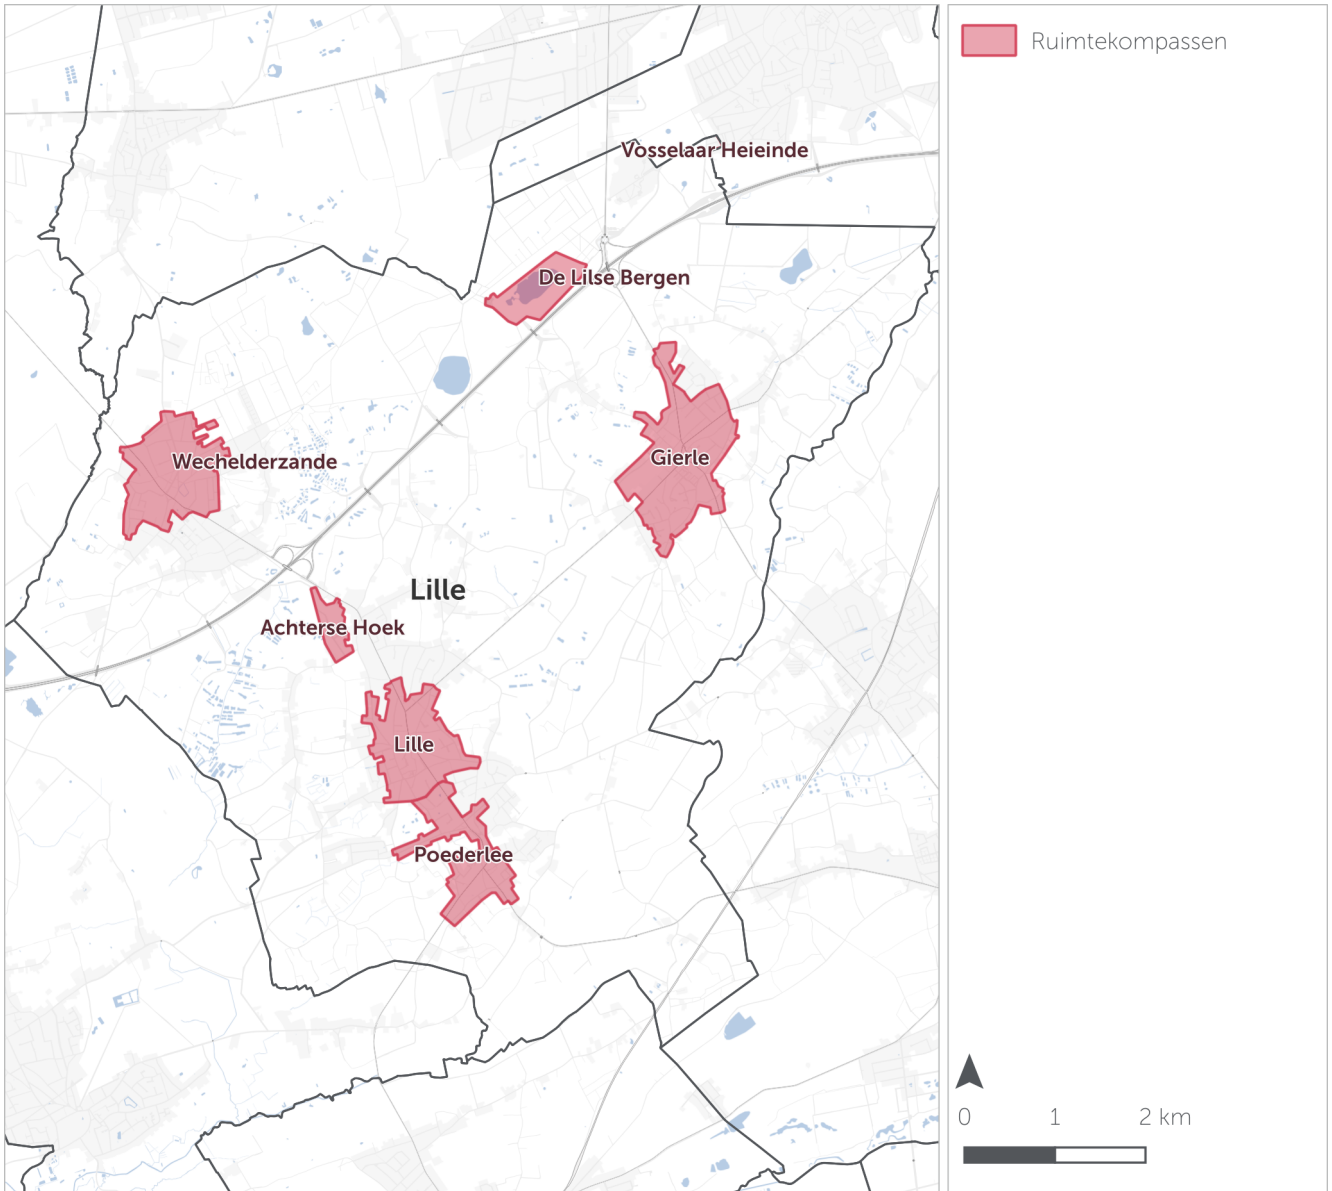 Ruimtekompassen
Vosselaar Heieinde
De Lilse Bergen
Gierle
Wechelderzande
Lille
Achterse Hoek
Lille
Poederlee
0 1 2 km